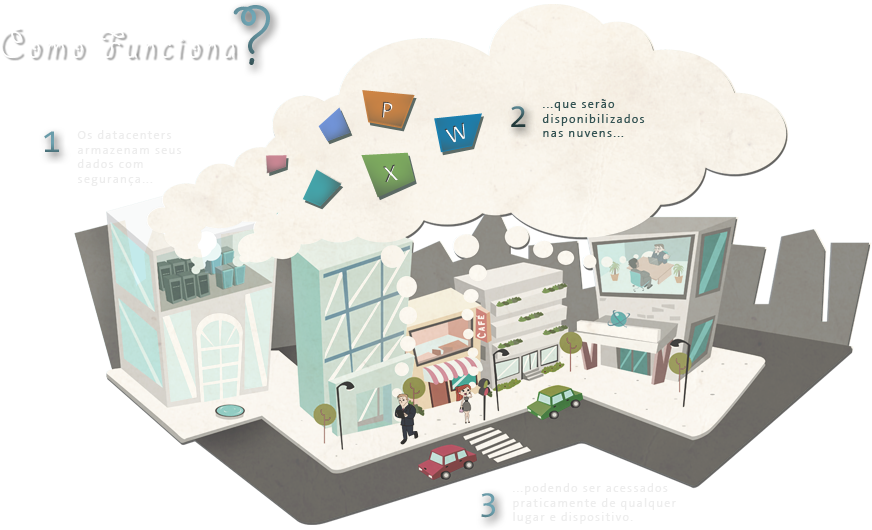 Como Funciona?
1
Os datacenters
armazenam seus
dados com
segurança...
P
W
X
2
...que serão
disponibilizados
nas nuvens...
CAFÉ
3
...podendo ser acessados
praticamente de qualquer
lugar e dispositivo.